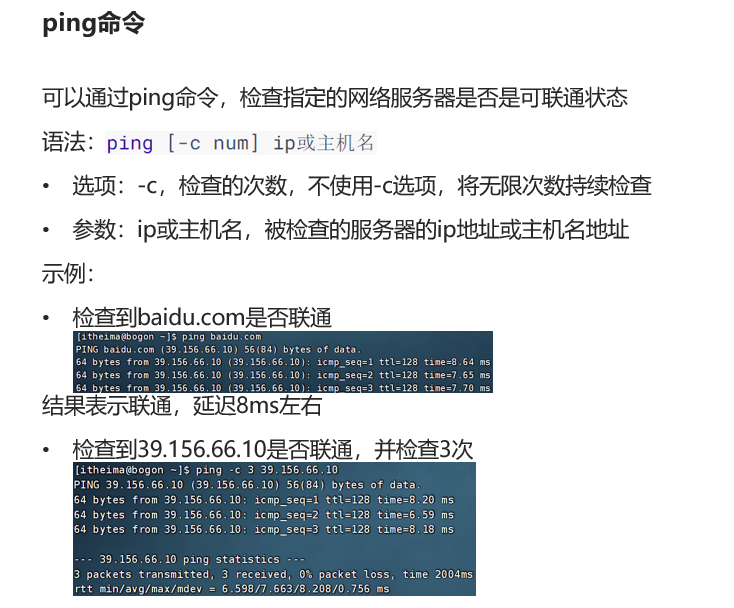 ping命令
可以通过ping命令，检查指定的网络服务器是否是可联通状态
语法：ping [-c num] ip或主机名
• 选项：-c，检查的次数，不使用-c选项，将无限次数持续检查
• 参数：ip或主机名，被检查的服务器的ip地址或主机名地址
示例：
• 检查到baidu.com是否联通
[itheima@bogon ~]$ ping baidu.com
PING baidu.com (39.156.66.10) 56(84) bytes of data.
64 bytes from 39.156.66.10 (39.156.66.10): icmp_seq=1 ttl=128 time=8.64 ms
64 bytes from 39.156.66.10 (39.156.66.10): icmp_seq=2 ttl=128 time=7.65 ms
64 bytes from 39.156.66.10 (39.156.66.10): icmp_seq=3 ttl=128 time=7.70 ms
结果表示联通，延迟8ms左右
• 检查到39.156.66.10是否联通，并检查3次
[itheima@bogon ~]$ ping -c 3 39.156.66.10
PING 39.156.66.10 (39.156.66.10) 56(84) bytes of data.
64 bytes from 39.156.66.10: icmp_seq=1 ttl=128 time=8.20 ms
64 bytes from 39.156.66.10: icmp_seq=2 ttl=128 time=6.59 ms
64 bytes from 39.156.66.10: icmp_seq=3 ttl=128 time=8.18 ms
--- 39.156.66.10 ping statistics ---
3 packets transmitted, 3 received, 0% packet loss, time 2004ms
rtt min/avg/max/mdev = 6.598/7.663/8.208/0.756 ms